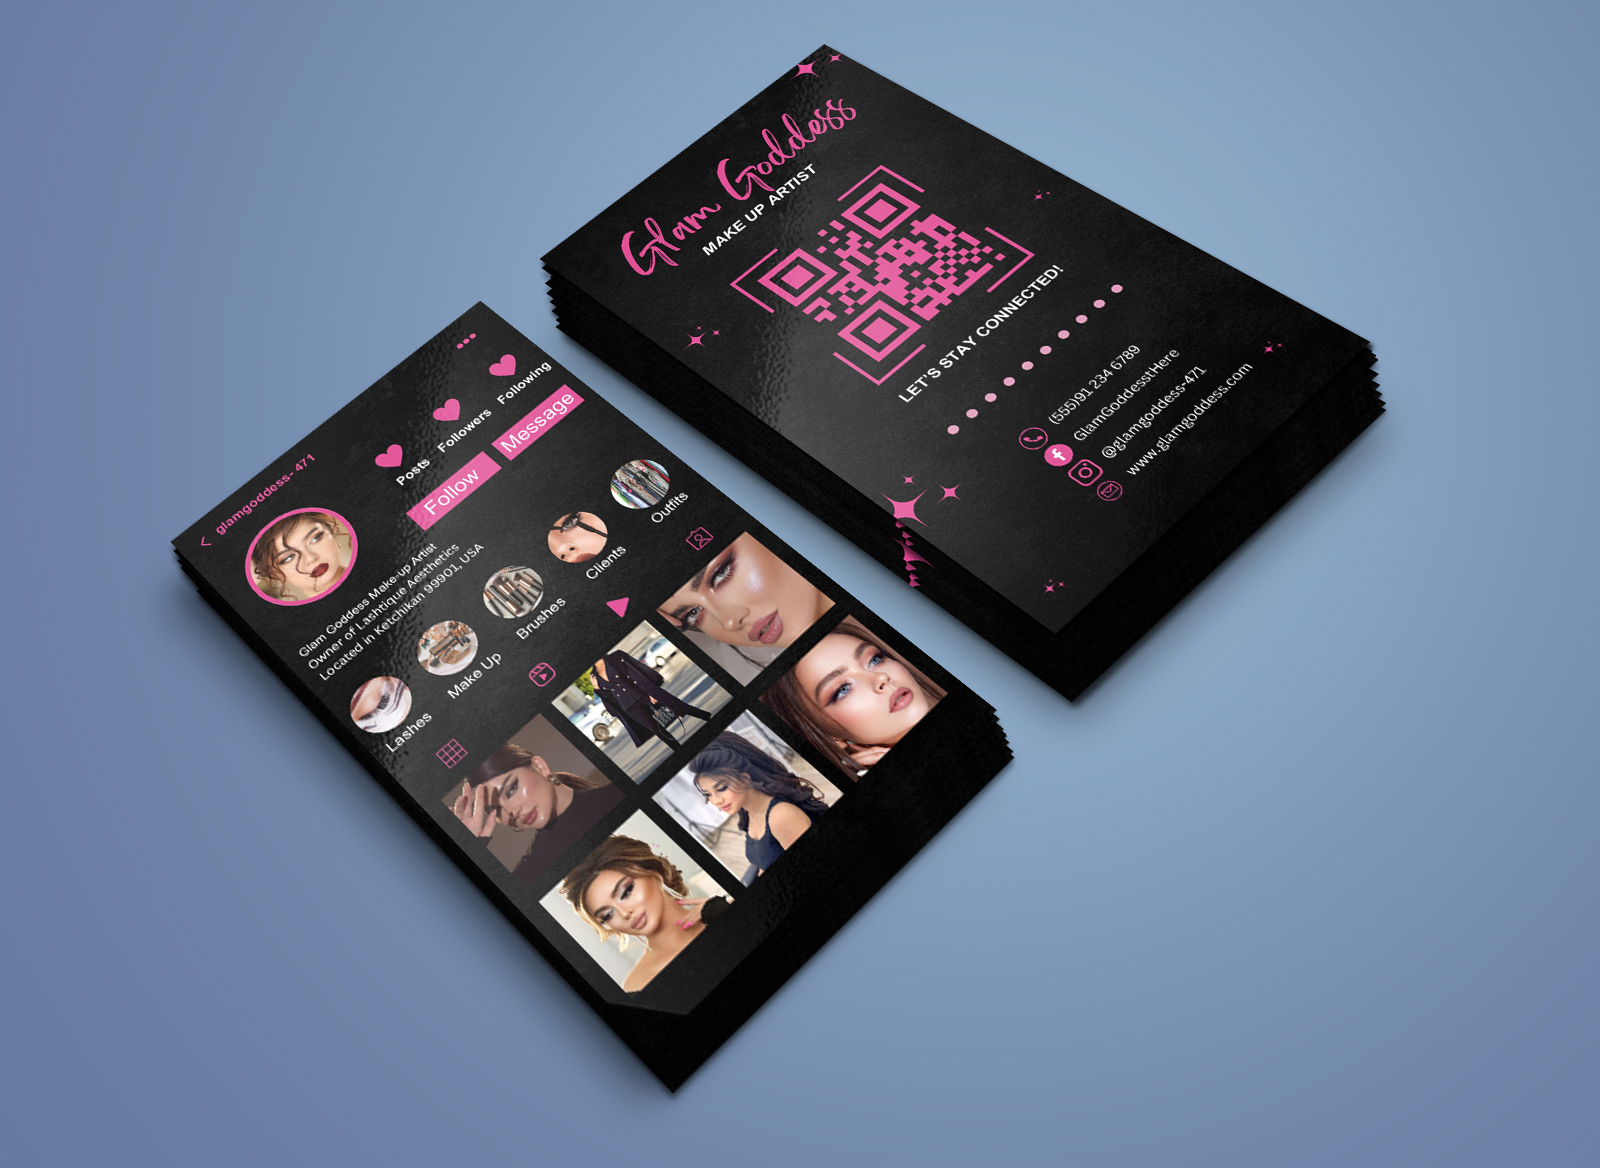 glamgoddess-471
Posts
Followers
Following
Follow
Message
Glam Goddess Make-up Artist
Owner of Lashtique Aesthetics
Located in Ketchikan 99901, USA
Lashes
Make Up
Brushes
Clients
Outfits
Glam Goddess
MAKE UP ARTIST
LET'S STAY CONNECTED!
(555)91 234 6789
GlamGoddesstHere
@glamgoddess-471
www.glamgoddess.com